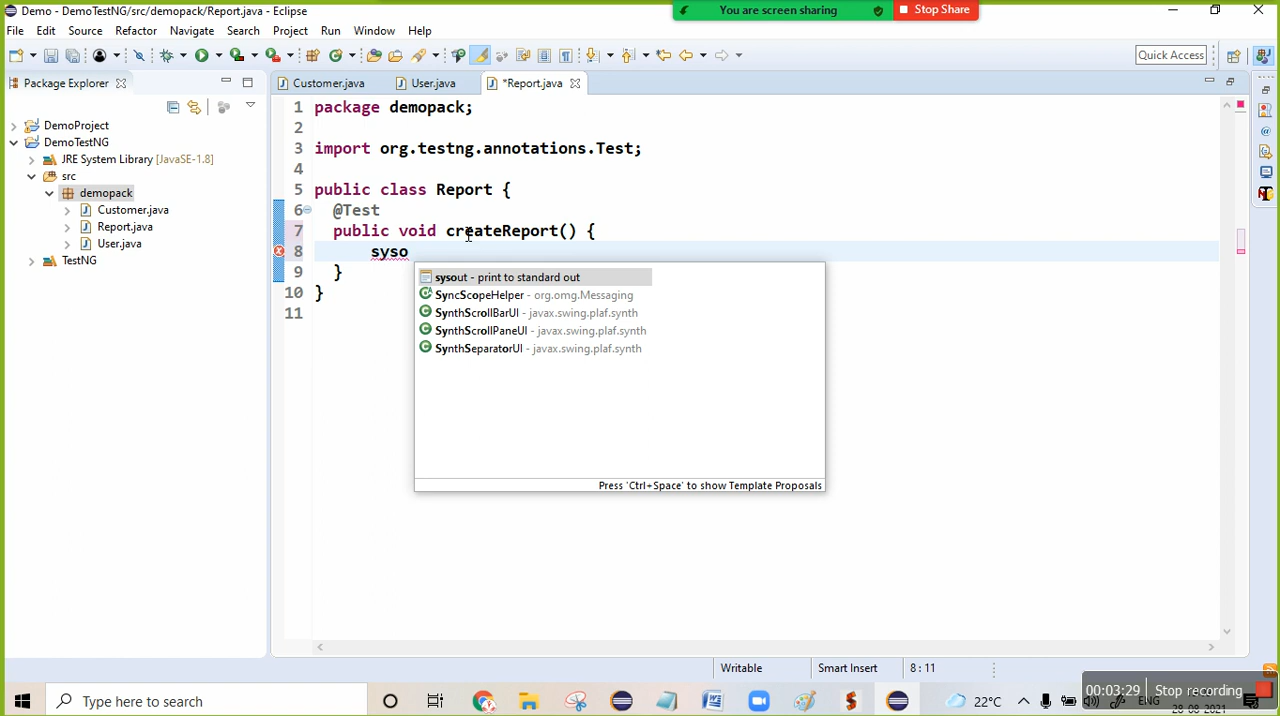 Demo - DemoTestNG/src/demopack/Report.java - Eclipse
You are screen sharing
Stop Share
File Edit Source Refactor Navigate Search Project Run Window Help
Quick Access
Package Explorer
Customer.java
User.java
*Report.java
DemoProject
DemoTestNG
JRE System Library [JavaSE-1.8]
src
demopack
Customer.java
Report.java
User.java
TestNG
1 package demopack;
2
3 import org.testng.annotations.Test;
4
5 public class Report {
6 @Test
7 public void createReport() {
8 syso
9 }
10 }
11
sysout - print to standard out
SyncScopeHelper - org.omg.Messaging
SynthScrollBarUI - javax.swing.plaf.synth
SynthScrollPaneUI - javax.swing.plaf.synth
SynthSeparatorUI - javax.swing.plaf.synth
Press 'Ctrl+Space' to show Template Proposals
Writable
Smart Insert
8 : 11
Type here to search
22°C
ENG
28-08-2021
00:03:29
Stop recording